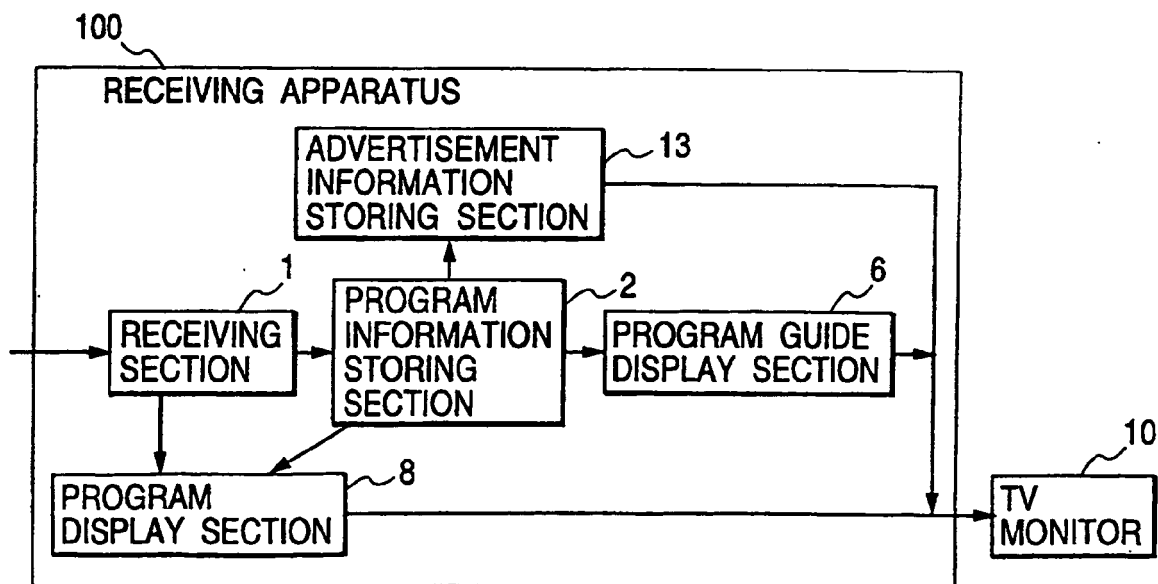 100
RECEIVING APPARATUS
ADVERTISEMENT
INFORMATION
STORING SECTION
13
1
RECEIVING
SECTION
PROGRAM
INFORMATION
STORING
SECTION
2
6
PROGRAM GUIDE
DISPLAY SECTION
PROGRAM
DISPLAY SECTION
8
10
TV
MONITOR